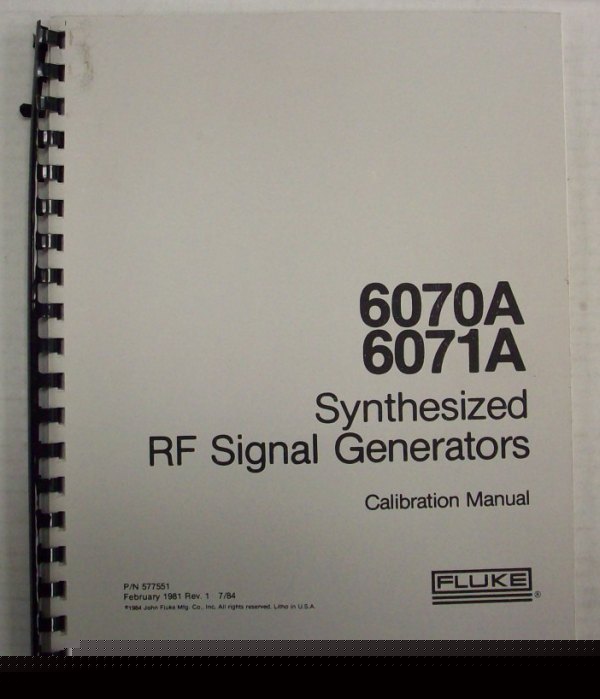 6070A
6071A
Synthesized
RF Signal Generators
Calibration Manual
P/N 577551
February 1981 Rev. 1 7/84
©1984 John Fluke Mfg. Co., Inc. All rights reserved. Litho in U.S.A.
FLUKE®